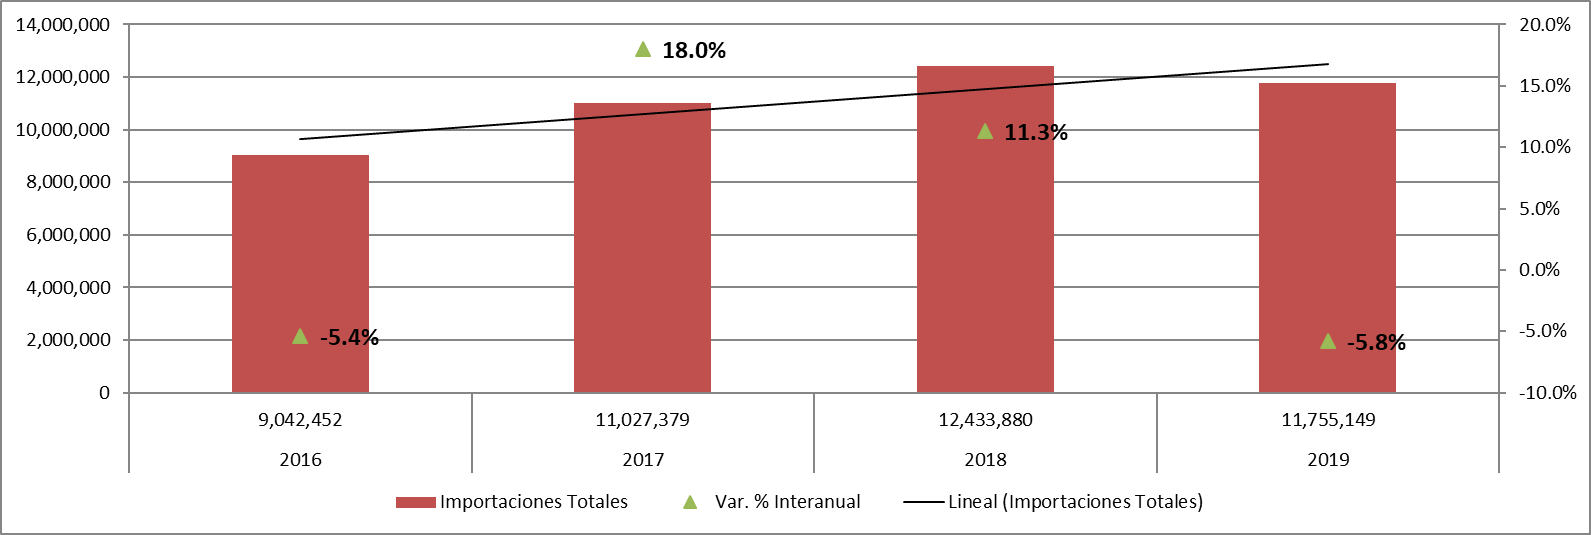 14,000,000 20.0%
18.0%
12,000,000 15.0%
10,000,000 11.3% 10.0%
8,000,000
6,000,000 5.0%
4,000,000 0.0%
2,000,000 -5.4% -5.8% -5.0%
0 -10.0%
9,042,452 11,027,379 12,433,880 11,755,149
2016 2017 2018 2019
Importaciones Totales Var. % Interanual Lineal (Importaciones Totales)